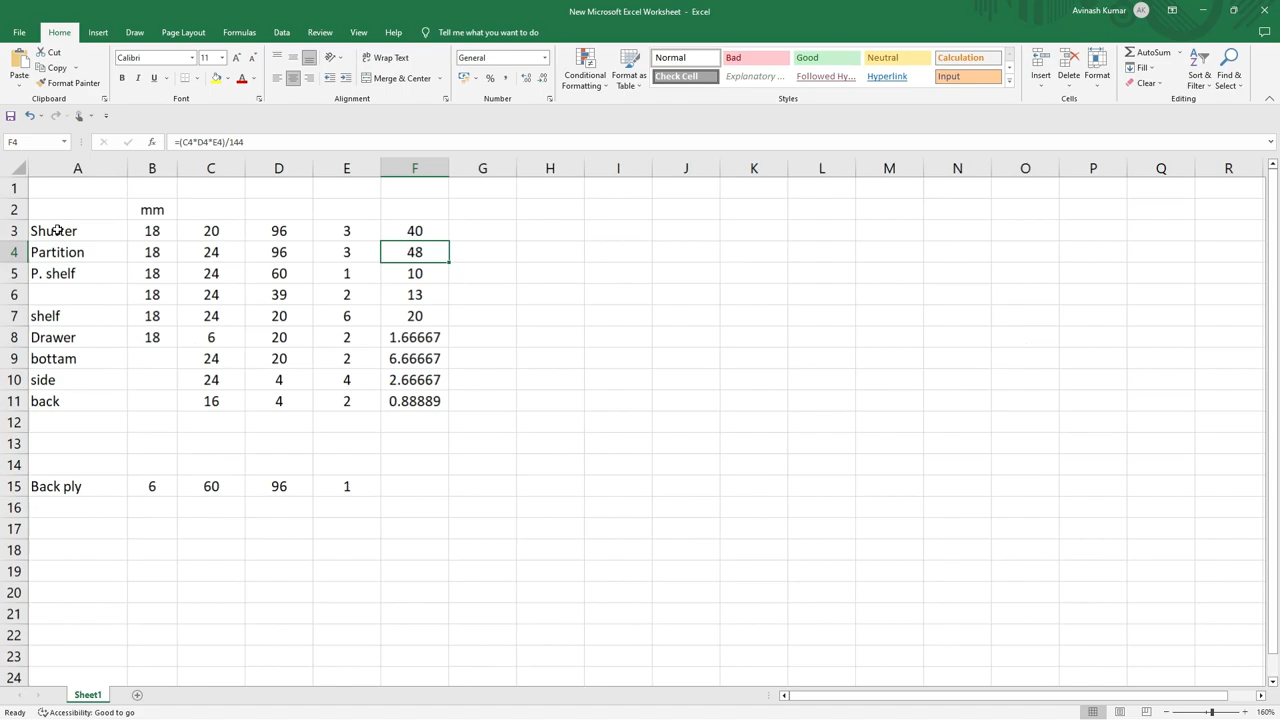 New Microsoft Excel Worksheet - Excel
Avinash Kumar AK
File Home Insert Draw Page Layout Formulas Data Review View Help Tell me what you want to do
Paste Cut Copy Format Painter Clipboard
Calibri 11 B I U A A A Font
Wrap Text Merge & Center Alignment
General % , Number
Conditional Formatting Format as Table
Normal Bad Good Neutral Calculation
Check Cell Explanatory ... Followed Hy... Hyperlink Input
Styles
Insert Delete Format Cells
AutoSum Fill Clear Sort & Filter Find & Select Editing
F4 fx =(C4*D4*E4)/144
A B C D E F G H I J K L M N O P Q R
1
2 mm
3 Shutter 18 20 96 3 40
4 Partition 18 24 96 3 48
5 P. shelf 18 24 60 1 10
6 18 24 39 2 13
7 shelf 18 24 20 6 20
8 Drawer 18 6 20 2 1.66667
9 bottam 24 20 2 6.66667
10 side 24 4 4 2.66667
11 back 16 4 2 0.88889
12
13
14
15 Back ply 6 60 96 1
16
17
18
19
20
21
22
23
24
Sheet1
Ready Accessibility: Good to go 160%